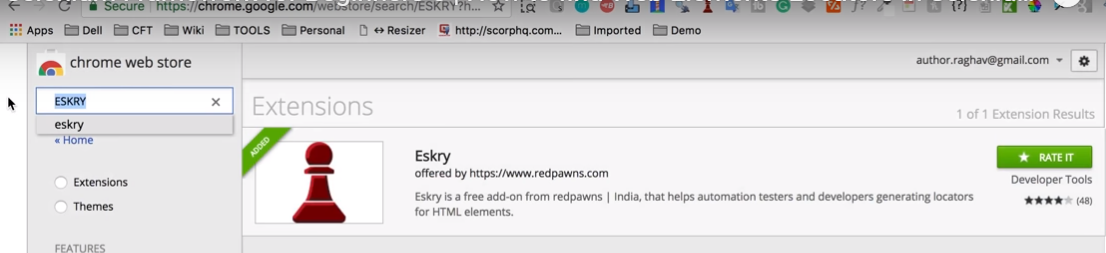 Secure https://chrome.google.com/webstore/search/ESKRY?h...
Apps Dell CFT Wiki TOOLS Personal ↔ Resizer http://scorphq.com... Imported Demo
chrome web store
author.raghav@gmail.com
ESKRY ×
eskry
« Home
Extensions
Themes
FEATURES
Extensions
1 of 1 Extension Results
ADDED
Eskry
offered by https://www.redpawns.com
Eskry is a free add-on from redpawns | India, that helps automation testers and developers generating locators
for HTML elements.
★ RATE IT
Developer Tools
★★★★★ (48)